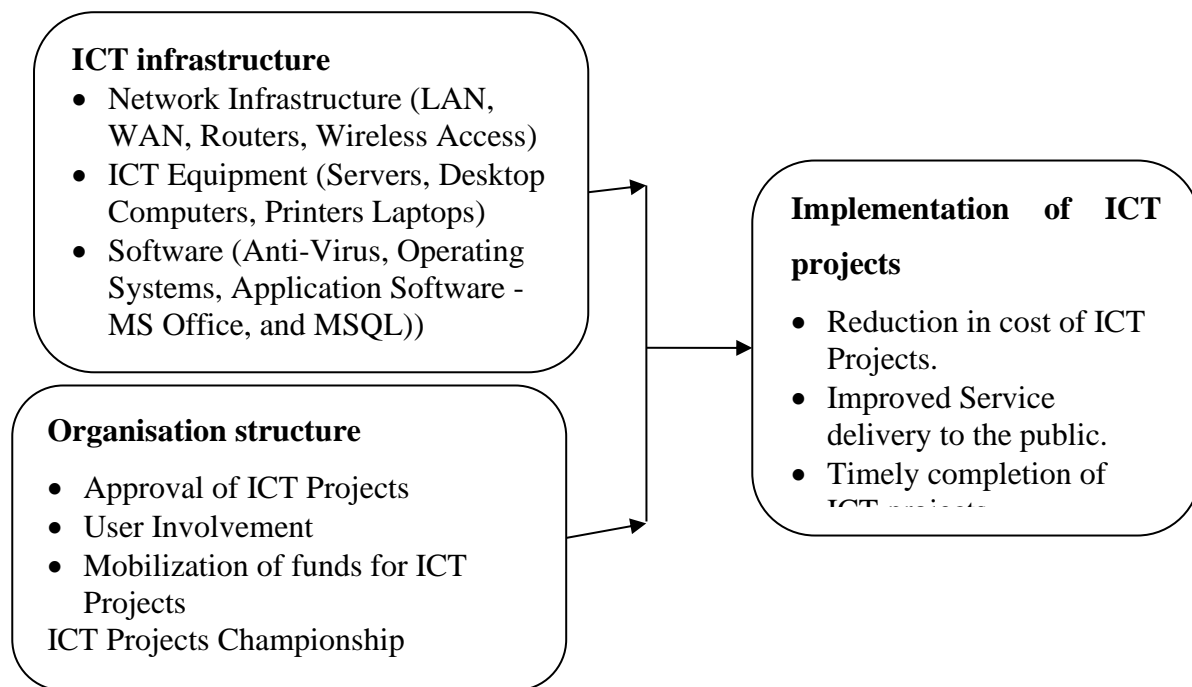 ICT infrastructure
• Network Infrastructure (LAN,
WAN, Routers, Wireless Access)
• ICT Equipment (Servers, Desktop
Computers, Printers Laptops)
• Software (Anti-Virus, Operating
Systems, Application Software -
MS Office, and MSQL))
Organisation structure
• Approval of ICT Projects
• User Involvement
• Mobilization of funds for ICT
Projects
ICT Projects Championship
Implementation of ICT
projects
• Reduction in cost of ICT
Projects.
• Improved Service
delivery to the public.
• Timely completion of
ICT projects